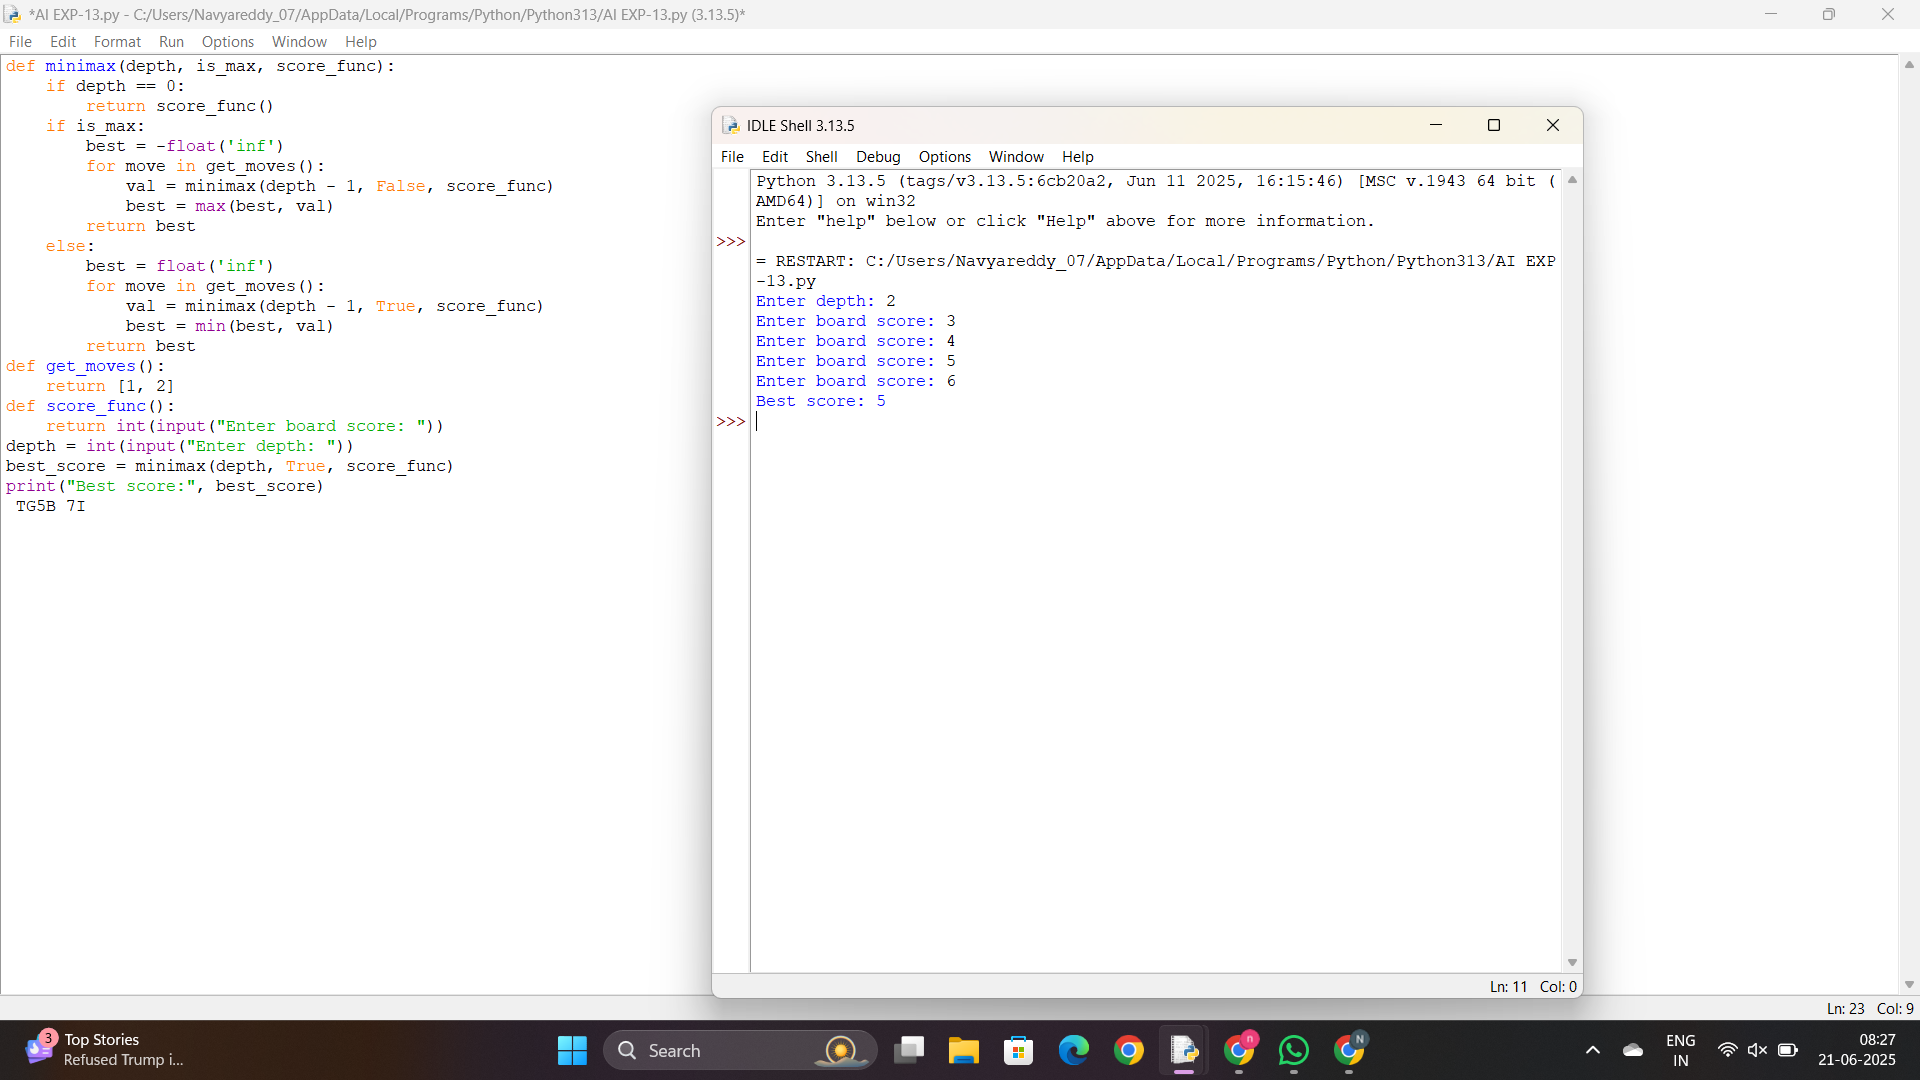 *AI EXP-13.py - C:/Users/Navyareddy_07/AppData/Local/Programs/Python/Python313/AI EXP-13.py (3.13.5)*
File Edit Format Run Options Window Help
def minimax(depth, is_max, score_func):
    if depth == 0:
        return score_func()
    if is_max:
        best = -float('inf')
        for move in get_moves():
            val = minimax(depth - 1, False, score_func)
            best = max(best, val)
        return best
    else:
        best = float('inf')
        for move in get_moves():
            val = minimax(depth - 1, True, score_func)
            best = min(best, val)
        return best
def get_moves():
    return [1, 2]
def score_func():
    return int(input("Enter board score: "))
depth = int(input("Enter depth: "))
best_score = minimax(depth, True, score_func)
print("Best score:", best_score)
 TG5B 7I
IDLE Shell 3.13.5
File Edit Shell Debug Options Window Help
Python 3.13.5 (tags/v3.13.5:6cb20a2, Jun 11 2025, 16:15:46) [MSC v.1943 64 bit (
AMD64)] on win32
Enter "help" below or click "Help" above for more information.
>>>
= RESTART: C:/Users/Navyareddy_07/AppData/Local/Programs/Python/Python313/AI EXP
-13.py
Enter depth: 2
Enter board score: 3
Enter board score: 4
Enter board score: 5
Enter board score: 6
Best score: 5
>>>
Ln: 11 Col: 0
Ln: 23 Col: 9
3
Top Stories
Refused Trump i...
Search
n
N
ENG
IN
08:27
21-06-2025